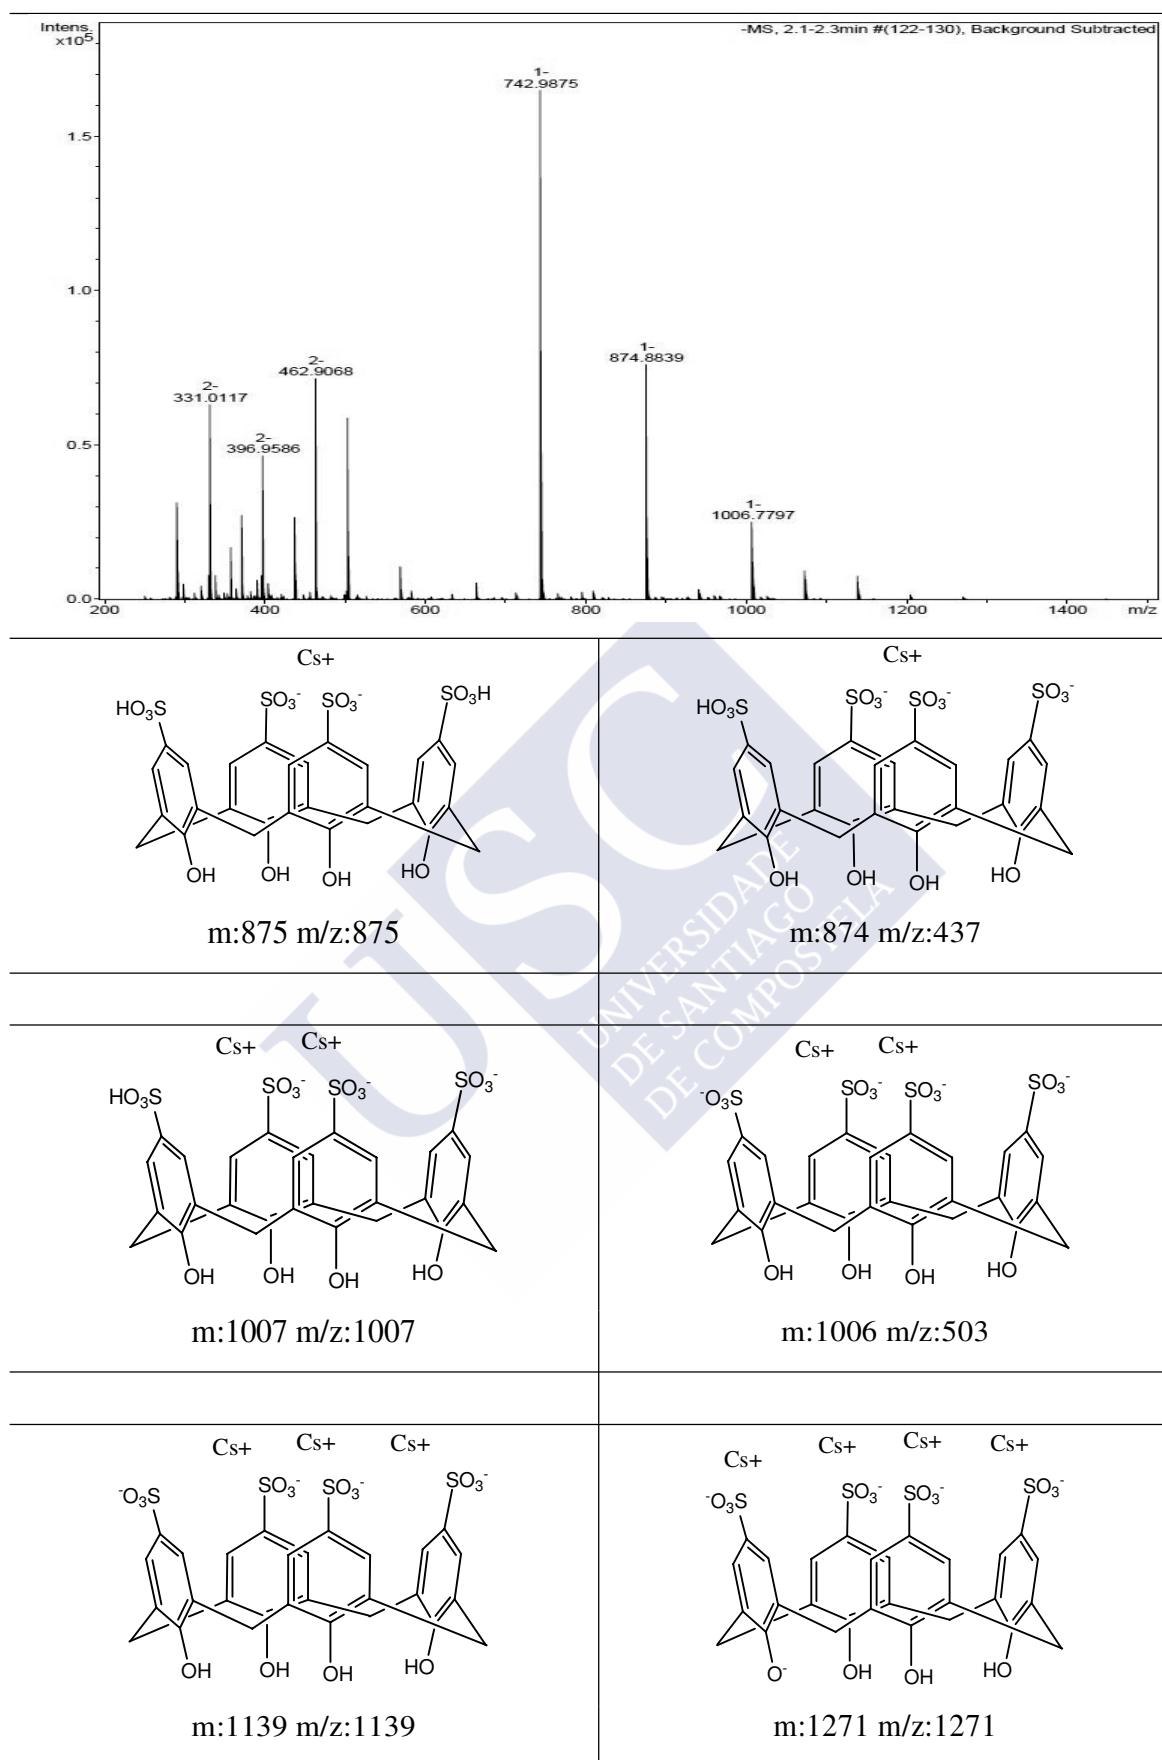 Intens.
x10⁵
-MS, 2.1-2.3min #(122-130), Background Subtracted
1-
742.9875
1.5
1.0
1-
874.8839
2-
462.9068
2-
331.0117
0.5
2-
396.9586
1-
1006.7797
0.0
200 400 600 800 1000 1200 1400 m/z
Cs+ Cs+
HO₃S SO₃⁻ SO₃⁻ SO₃H HO₃S SO₃⁻ SO₃⁻ SO₃⁻
OH OH OH HO OH OH OH HO
m:875 m/z:875 m:874 m/z:437
USC
UNIVERSIDADE
DE SANTIAGO
DE COMPOSTELA
Cs+ Cs+ Cs+ Cs+
HO₃S SO₃⁻ SO₃⁻ SO₃⁻ ⁻O₃S SO₃⁻ SO₃⁻ SO₃⁻
OH OH OH HO OH OH OH HO
m:1007 m/z:1007 m:1006 m/z:503
Cs+ Cs+ Cs+ Cs+ Cs+ Cs+ Cs+
⁻O₃S SO₃⁻ SO₃⁻ SO₃⁻ ⁻O₃S SO₃⁻ SO₃⁻ SO₃⁻
OH OH OH HO O⁻ OH OH HO
m:1139 m/z:1139 m:1271 m/z:1271